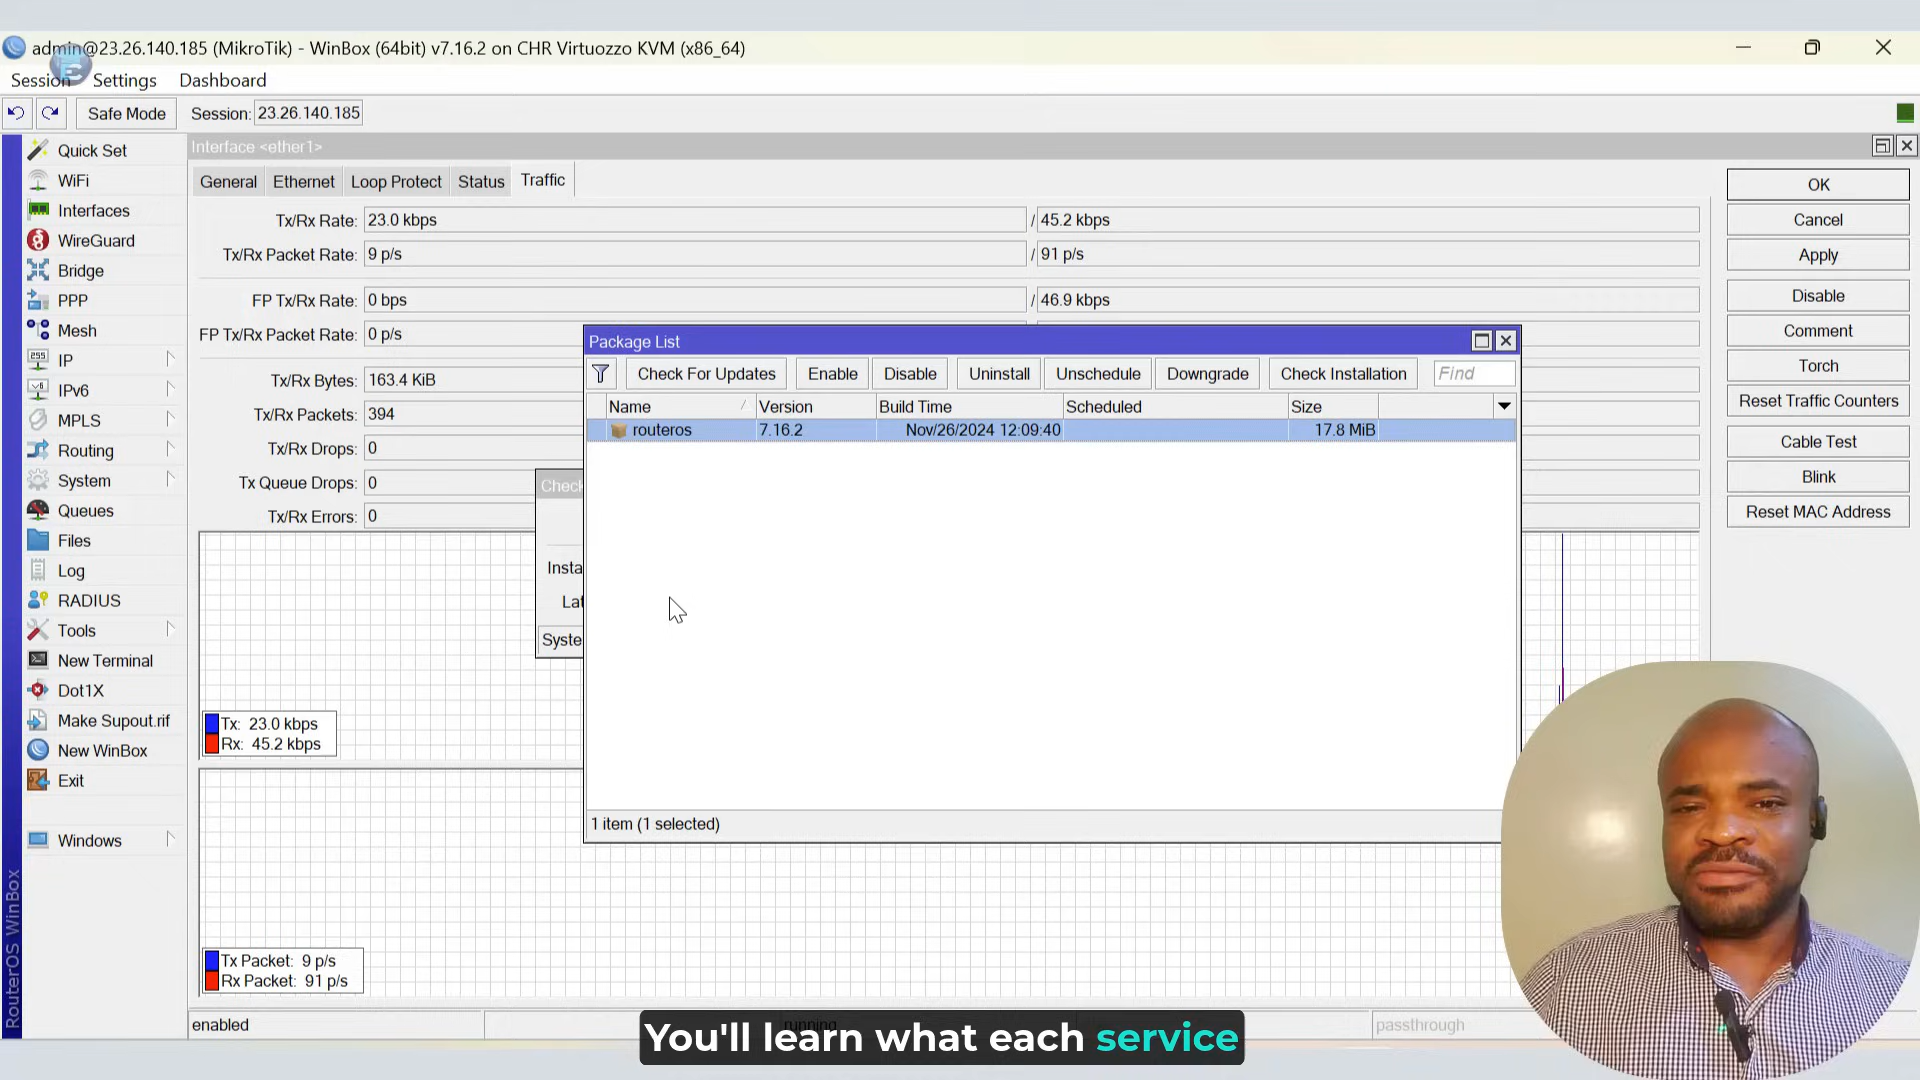 admin@23.26.140.185 (MikroTik) - WinBox (64bit) v7.16.2 on CHR Virtuozzo KVM (x86_64)
Session Settings Dashboard
Safe Mode Session: 23.26.140.185
Quick Set
WiFi
Interfaces
WireGuard
Bridge
PPP
Mesh
IP
IPv6
MPLS
Routing
System
Queues
Files
Log
RADIUS
Tools
New Terminal
Dot1X
Make Supout.rif
New WinBox
Exit
Windows
RouterOS WinBox
Interface <ether1>
General Ethernet Loop Protect Status Traffic
Tx/Rx Rate: 23.0 kbps / 45.2 kbps
Tx/Rx Packet Rate: 9 p/s / 91 p/s
FP Tx/Rx Rate: 0 bps / 46.9 kbps
FP Tx/Rx Packet Rate: 0 p/s
Tx/Rx Bytes: 163.4 KiB
Tx/Rx Packets: 394
Tx/Rx Drops: 0
Tx Queue Drops: 0
Tx/Rx Errors: 0
Tx: 23.0 kbps
Rx: 45.2 kbps
Tx Packet: 9 p/s
Rx Packet: 91 p/s
enabled running passthrough
OK
Cancel
Apply
Disable
Comment
Torch
Reset Traffic Counters
Cable Test
Blink
Reset MAC Address
Check
Insta
Lat
Syste
Package List
Check For Updates Enable Disable Uninstall Unschedule Downgrade Check Installation Find
Name Version Build Time Scheduled Size
routeros 7.16.2 Nov/26/2024 12:09:40 17.8 MiB
1 item (1 selected)
You'll learn what each service